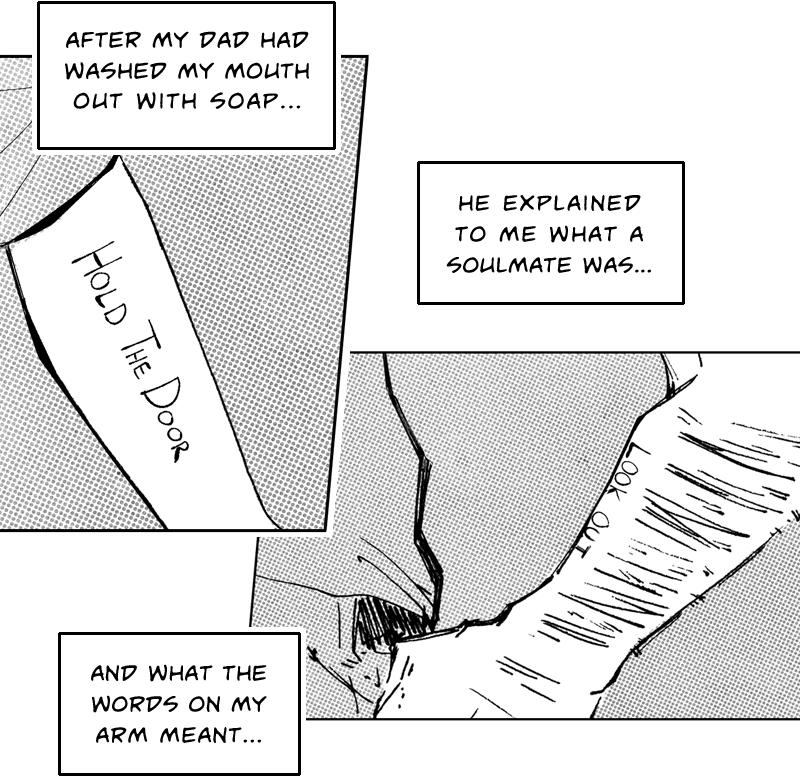 AFTER MY DAD HAD
WASHED MY MOUTH
OUT WITH SOAP...
HOLD THE DOOR
HE EXPLAINED
TO ME WHAT A
SOULMATE WAS...
LOOK OUT
AND WHAT THE
WORDS ON MY
ARM MEANT...